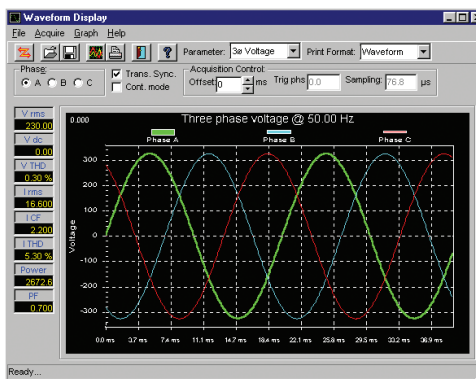 Waveform Display
File Acquire Graph Help
Parameter: 3ø Voltage Print Format: Waveform
Phase: Acquisition Control:
A B C Trans. Sync. Offset: 0 ms Trig phs 0.0 Sampling: 76.8 µs
Cont. mode
V rms
230.00
V dc
0.00
V THD
0.30 %
I rms
16.600
I CF
2.200
I THD
5.30 %
Power
2672.6
PF
0.700
0.000 Three phase voltage @ 50.00 Hz
Phase A Phase B Phase C
Voltage
300
200
100
0
-100
-200
-300
0.0 ms 3.7 ms 7.4 ms 11.1 ms 14.7 ms 18.4 ms 22.1 ms 25.8 ms 29.5 ms 33.2 ms 36.9 ms
Ready...